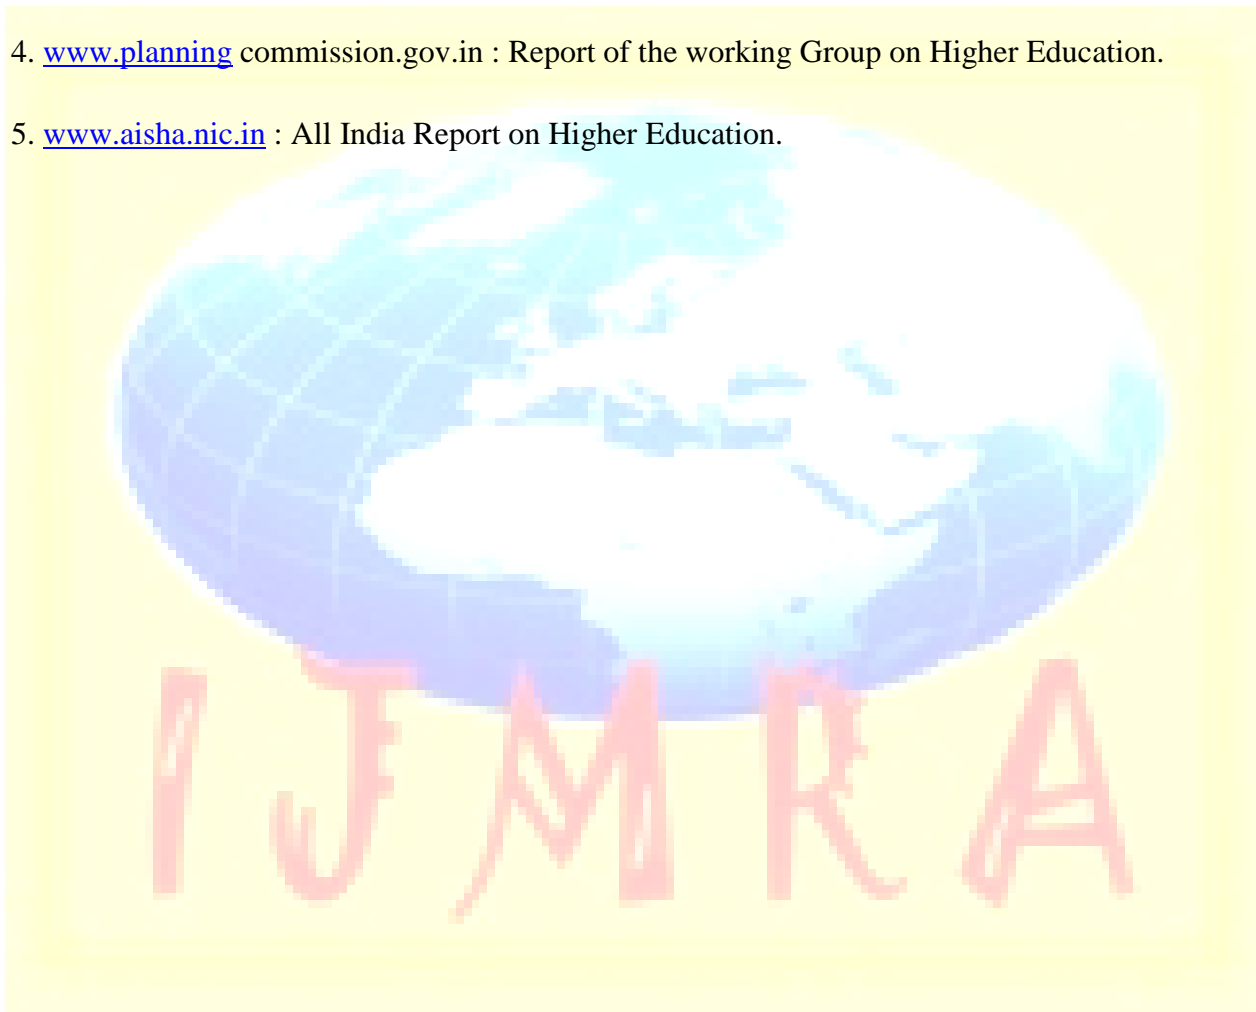 4. www.planning commission.gov.in : Report of the working Group on Higher Education.
5. www.aisha.nic.in : All India Report on Higher Education.
IJMRA